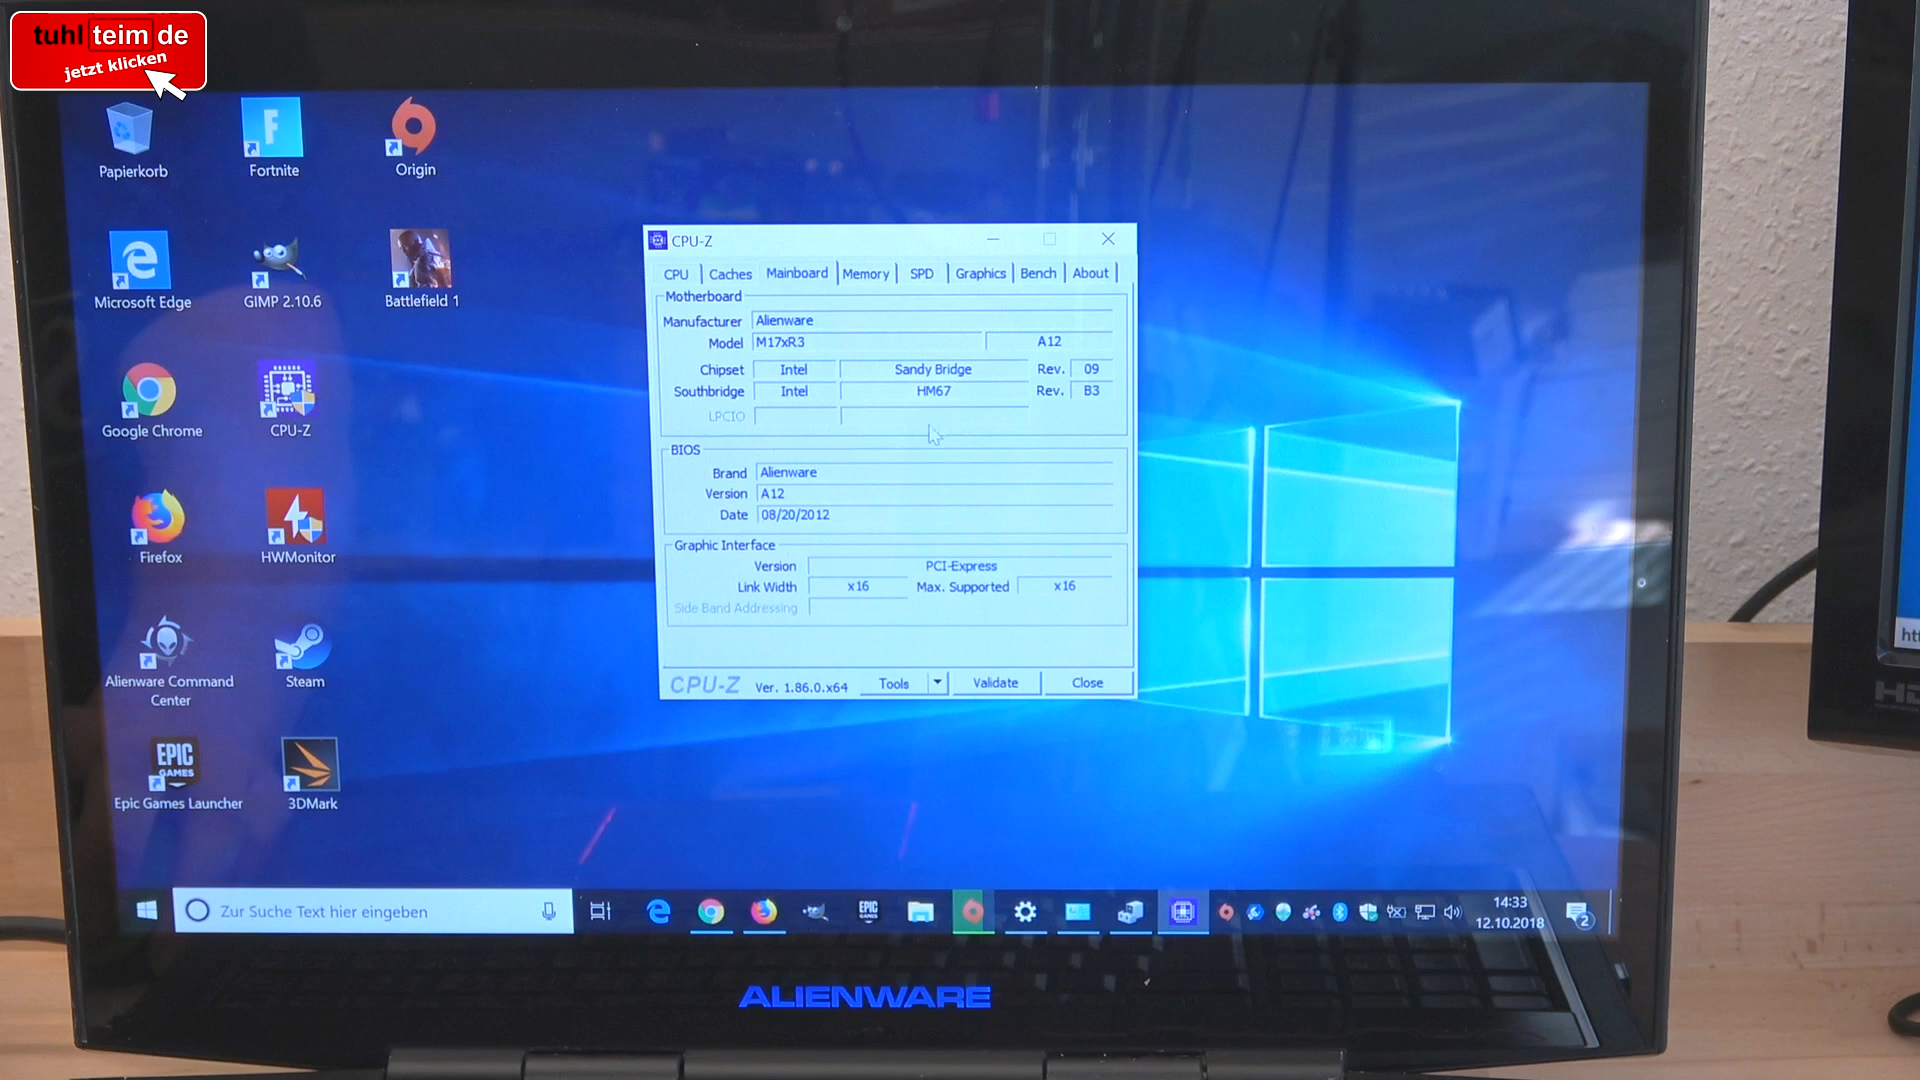 tuhl teim de
jetzt klicken
Papierkorb
Fortnite
Origin
Microsoft Edge
GIMP 2.10.6
Battlefield 1
Google Chrome
CPU-Z
Firefox
HWMonitor
Alienware Command
Center
Steam
EPIC
GAMES
Epic Games Launcher
3DMark
CPU-Z
CPU Caches Mainboard Memory SPD Graphics Bench About
Motherboard
Manufacturer Alienware
Model M17xR3 A12
Chipset Intel Sandy Bridge Rev. 09
Southbridge Intel HM67 Rev. B3
LPCIO
BIOS
Brand Alienware
Version A12
Date 08/20/2012
Graphic Interface
Version PCI-Express
Link Width x16 Max. Supported x16
Side Band Addressing
CPU-Z Ver. 1.86.0.x64 Tools Validate Close
Zur Suche Text hier eingeben
EPIC
14:33
12.10.2018
2
ALIENWARE